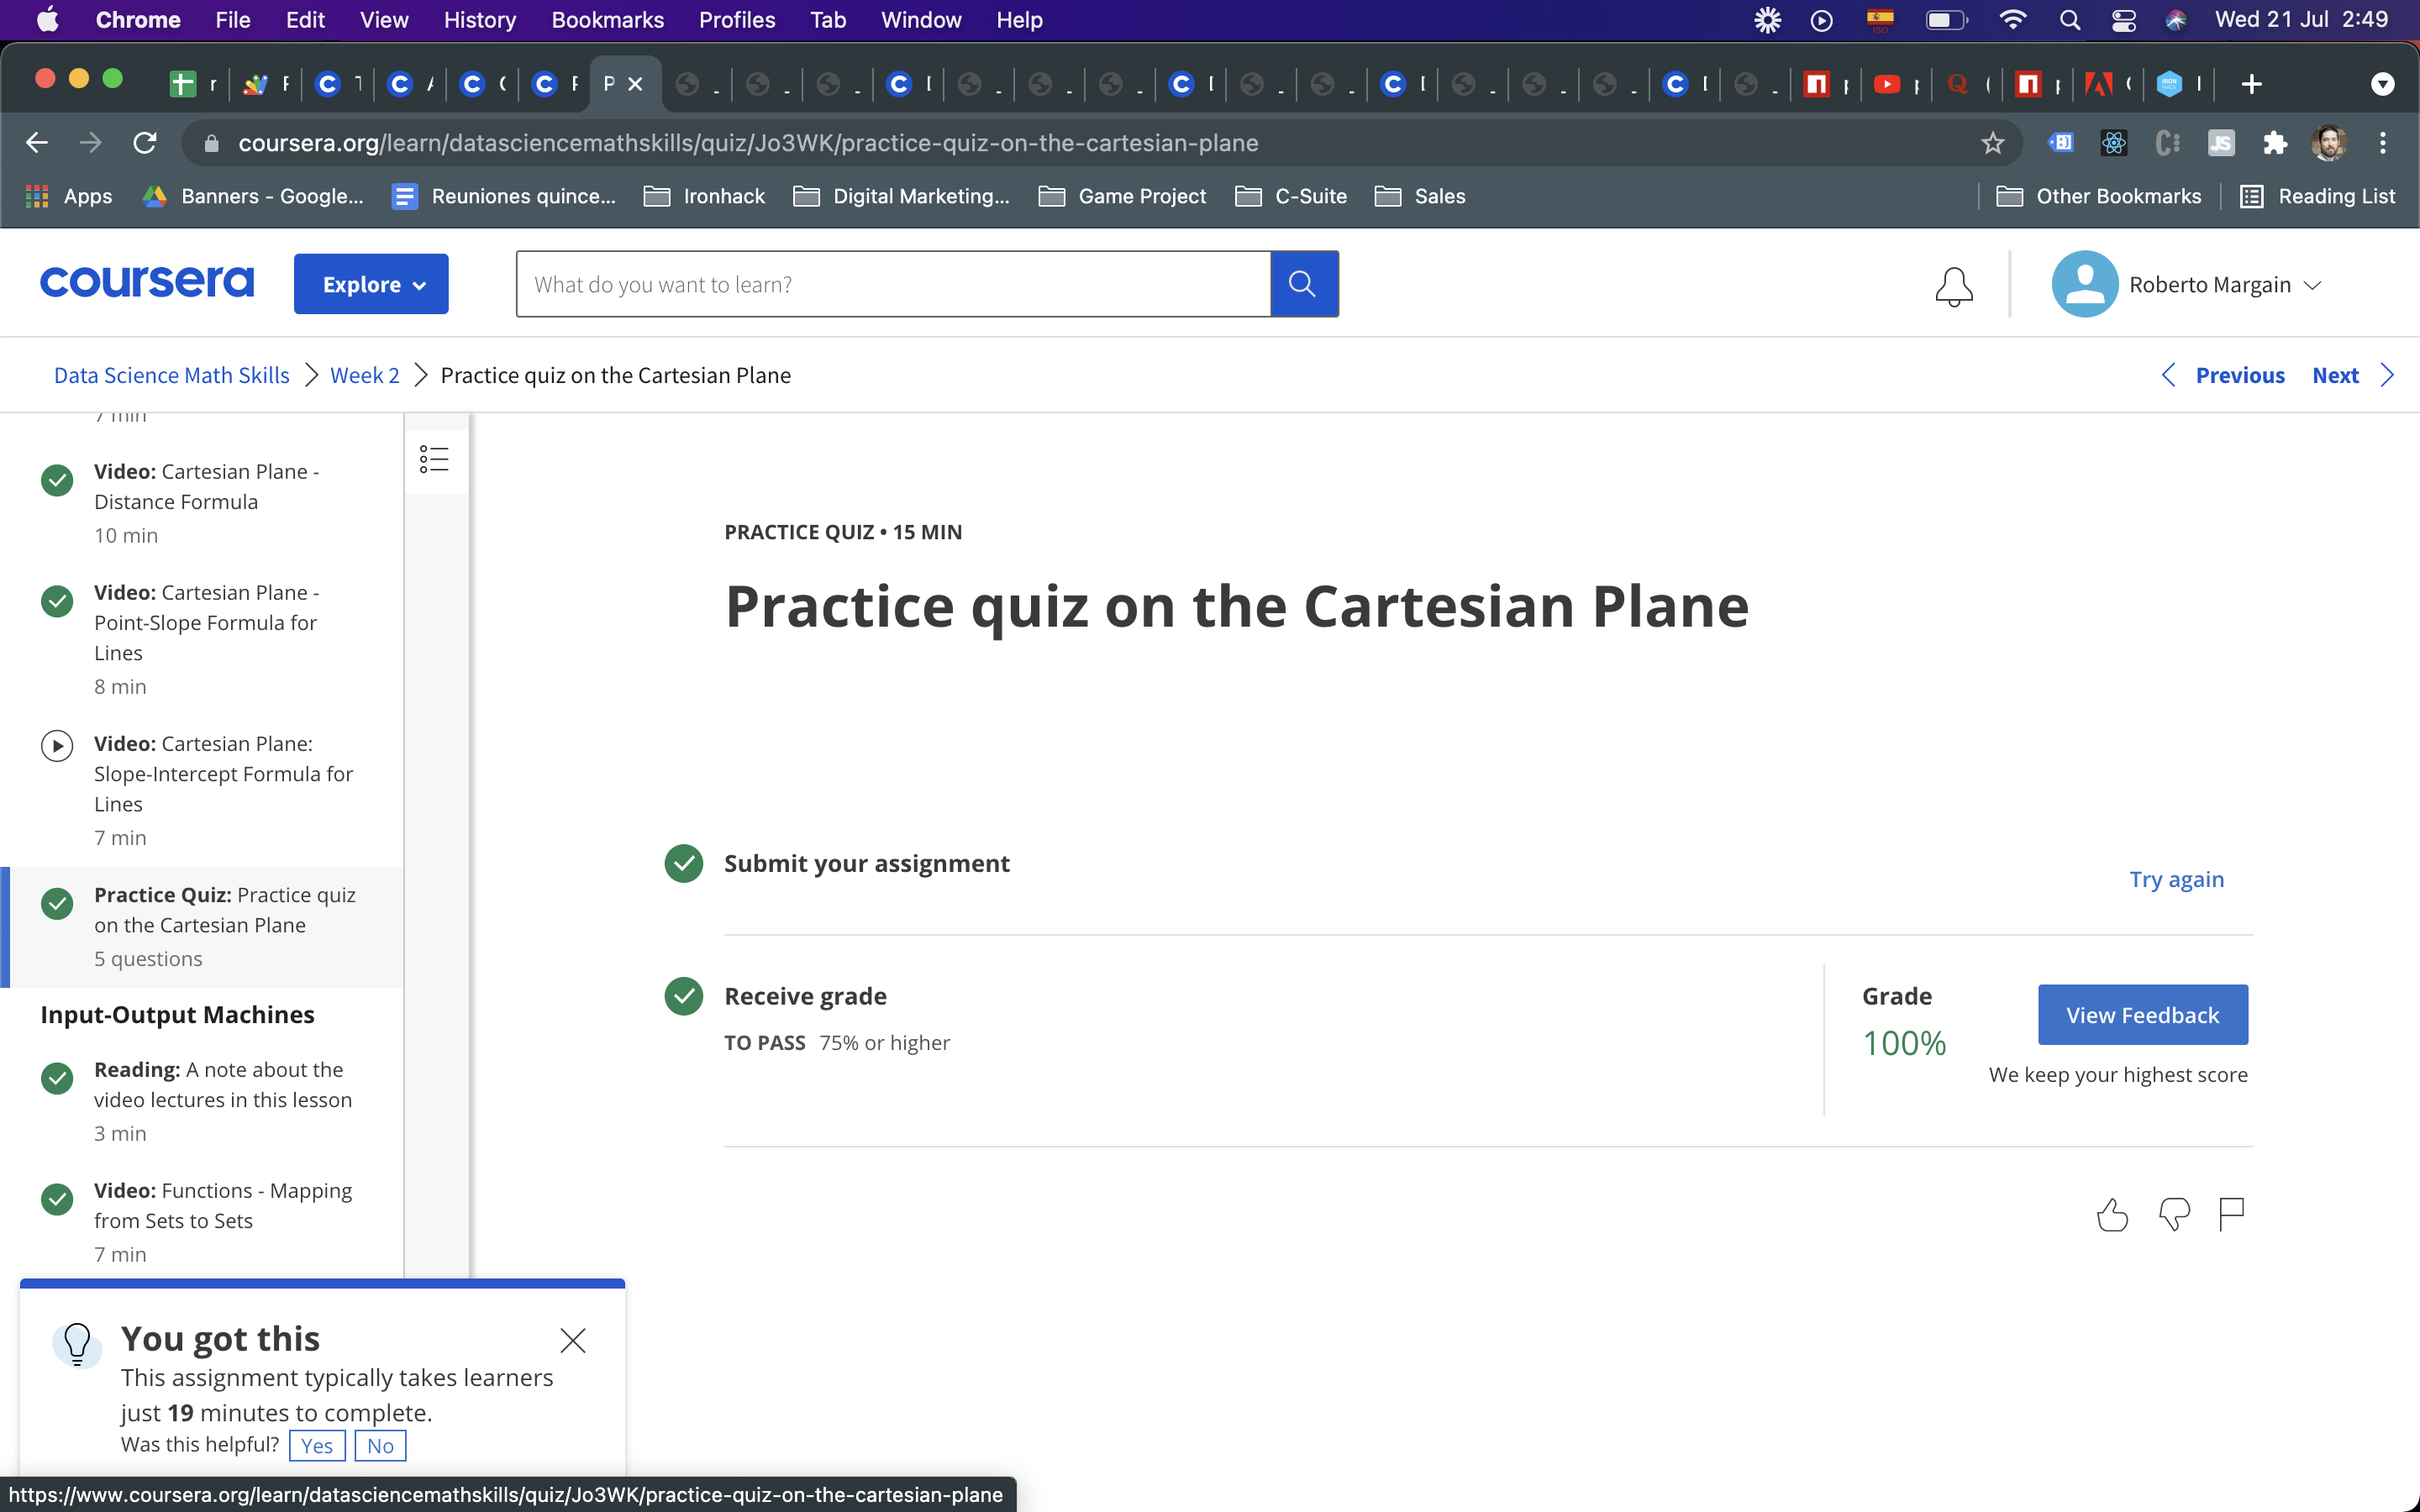 Chrome File Edit View History Bookmarks Profiles Tab Window Help ISO Wed 21 Jul 2:49
coursera.org/learn/datasciencemathskills/quiz/Jo3WK/practice-quiz-on-the-cartesian-plane
Apps Banners - Google... Reuniones quince... Ironhack Digital Marketing... Game Project C-Suite Sales Other Bookmarks Reading List
coursera Explore What do you want to learn? Roberto Margain
Data Science Math Skills Week 2 Practice quiz on the Cartesian Plane Previous Next
7 min
Video: Cartesian Plane -
Distance Formula
10 min
Video: Cartesian Plane -
Point-Slope Formula for
Lines
8 min
Video: Cartesian Plane:
Slope-Intercept Formula for
Lines
7 min
Practice Quiz: Practice quiz
on the Cartesian Plane
5 questions
Input-Output Machines
Reading: A note about the
video lectures in this lesson
3 min
Video: Functions - Mapping
from Sets to Sets
7 min
PRACTICE QUIZ • 15 MIN
Practice quiz on the Cartesian Plane
Submit your assignment
Try again
Receive grade
TO PASS 75% or higher
Grade
100%
View Feedback
We keep your highest score
You got this
This assignment typically takes learners
just 19 minutes to complete.
Was this helpful? Yes No
https://www.coursera.org/learn/datasciencemathskills/quiz/Jo3WK/practice-quiz-on-the-cartesian-plane